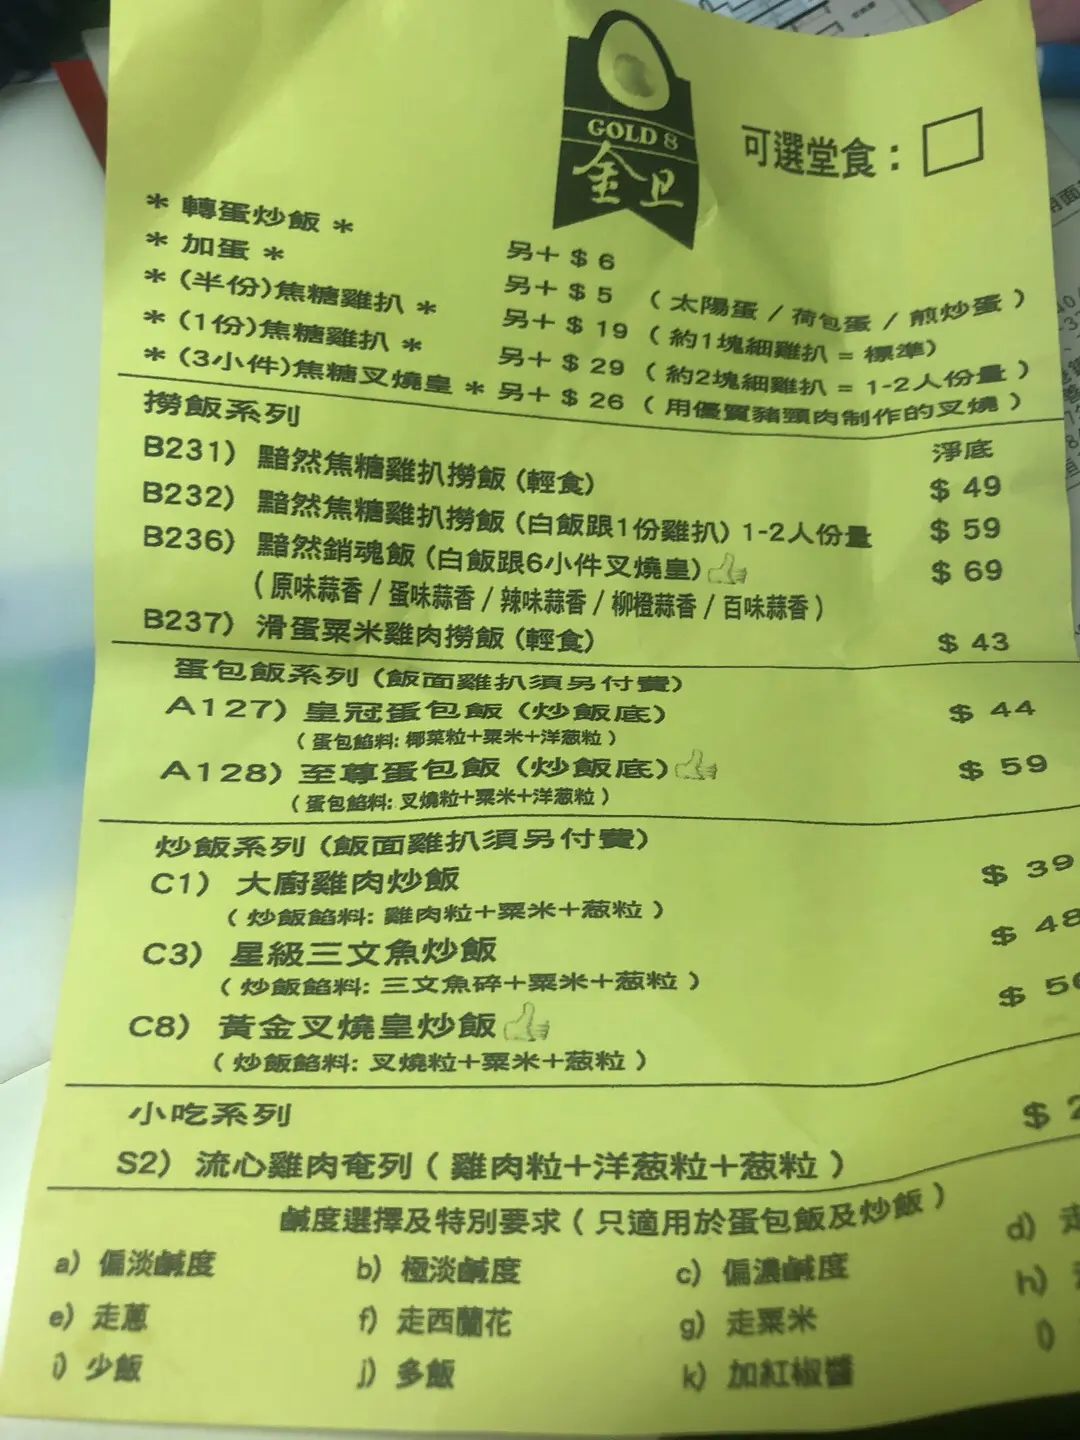 GOLD 8
金旦
可選堂食：
* 轉蛋炒飯 * 另+ $ 6
* 加蛋 * 另+ $ 5 （太陽蛋 / 荷包蛋 / 煎炒蛋）
* (半份)焦糖雞扒 * 另+ $ 19 （約1塊細雞扒 = 標準）
* (1份)焦糖雞扒 * 另+ $ 29 （約2塊細雞扒 = 1-2人份量）
* (3小件)焦糖叉燒皇 * 另+ $ 26 （用優質豬頸肉制作的叉燒）
撈飯系列 淨底
B231) 黯然焦糖雞扒撈飯 (輕食) $ 49
B232) 黯然焦糖雞扒撈飯 (白飯跟1份雞扒) 1-2人份量 $ 59
B236) 黯然銷魂飯 (白飯跟6小件叉燒皇) $ 69
（原味蒜香 / 蛋味蒜香 / 辣味蒜香 / 柳橙蒜香 / 百味蒜香）
B237) 滑蛋粟米雞肉撈飯 (輕食) $ 43
蛋包飯系列 (飯面雞扒須另付費)
A127) 皇冠蛋包飯 (炒飯底) $ 44
（蛋包餡料: 椰菜粒+粟米+洋葱粒）
A128) 至尊蛋包飯 (炒飯底) $ 59
（蛋包餡料: 叉燒粒+粟米+洋葱粒）
炒飯系列 (飯面雞扒須另付費)
C1) 大廚雞肉炒飯 $ 39
（炒飯餡料: 雞肉粒+粟米+葱粒）
C3) 星級三文魚炒飯 $ 48
（炒飯餡料: 三文魚碎+粟米+葱粒）
C8) 黃金叉燒皇炒飯 $ 5
（炒飯餡料: 叉燒粒+粟米+葱粒）
小吃系列
S2) 流心雞肉奄列（雞肉粒+洋葱粒+葱粒） $ 2
鹹度選擇及特別要求（只適用於蛋包飯及炒飯）
a) 偏淡鹹度 b) 極淡鹹度 c) 偏濃鹹度 d) 走
e) 走蔥 f) 走西蘭花 g) 走粟米 h)
i) 少飯 j) 多飯 k) 加紅椒醬 l)